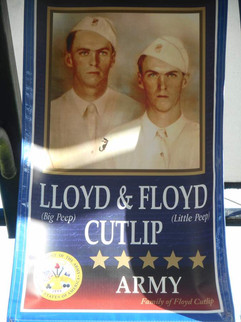 LLOYD & FLOYD
(Big Peep) (Little Peep)
CUTLIP
ARMY
Family of Floyd Cutlip